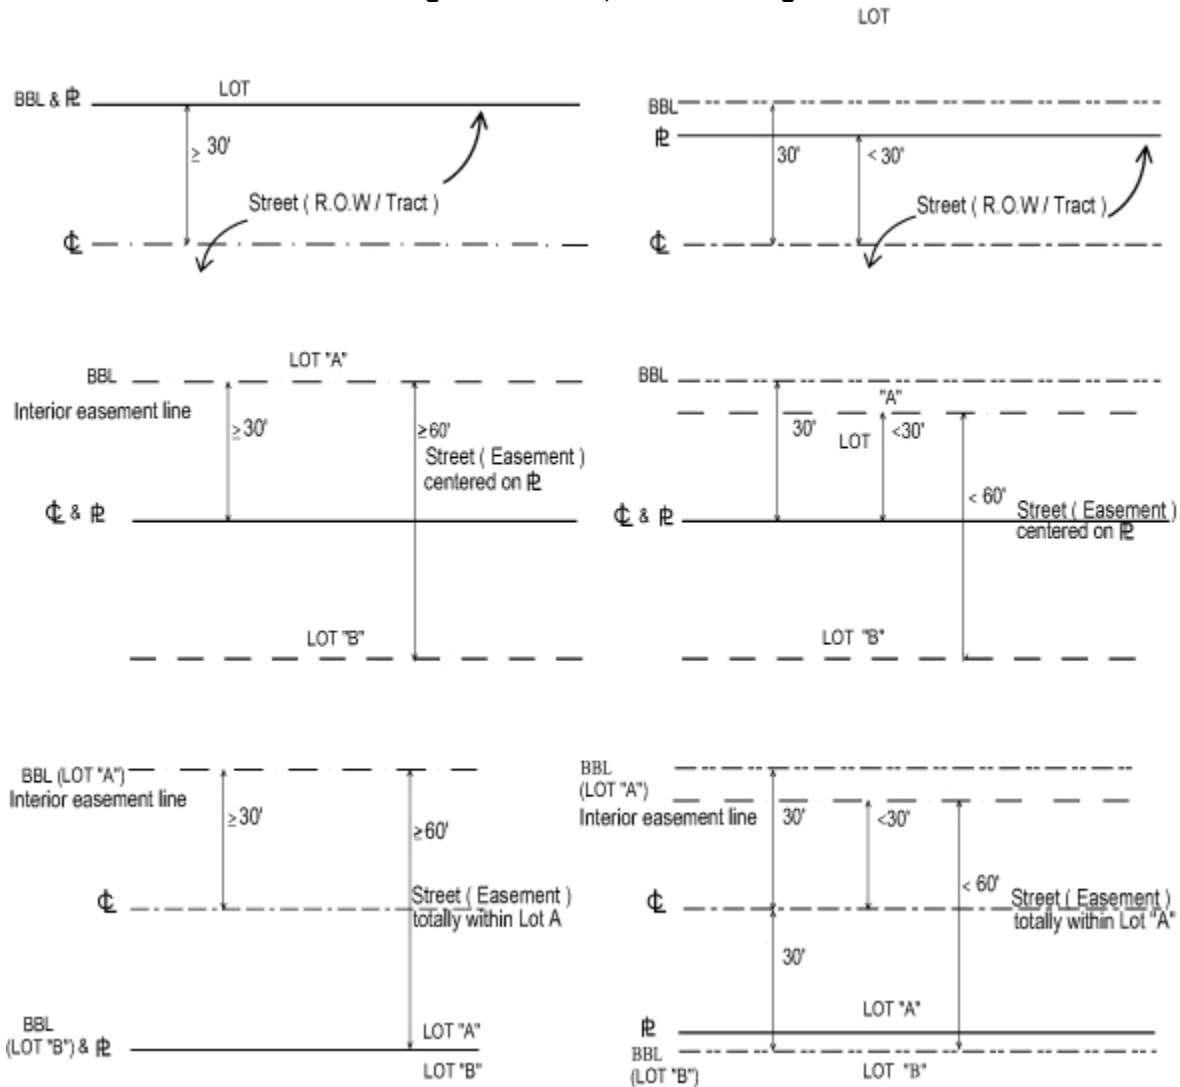 LOT
LOT
BBL & ⅊
≥ 30'
Street ( R.O.W / Tract )
℄
BBL
⅊
30'
< 30'
Street ( R.O.W / Tract )
℄
LOT "A"
BBL
Interior easement line
≥30'
≥60'
Street ( Easement )
centered on ⅊
℄ & ⅊
LOT "B"
BBL
"A"
30'
LOT
<30'
< 60'
Street ( Easement )
centered on ⅊
℄ & ⅊
LOT "B"
BBL (LOT "A")
Interior easement line
≥30'
≥60'
℄
Street ( Easement )
totally within Lot A
BBL
(LOT "B") & ⅊
LOT "A"
LOT "B"
BBL
(LOT "A")
Interior easement line
30'
<30'
< 60'
℄
Street ( Easement )
totally within Lot "A"
30'
LOT "A"
⅊
BBL
(LOT "B")
LOT "B"